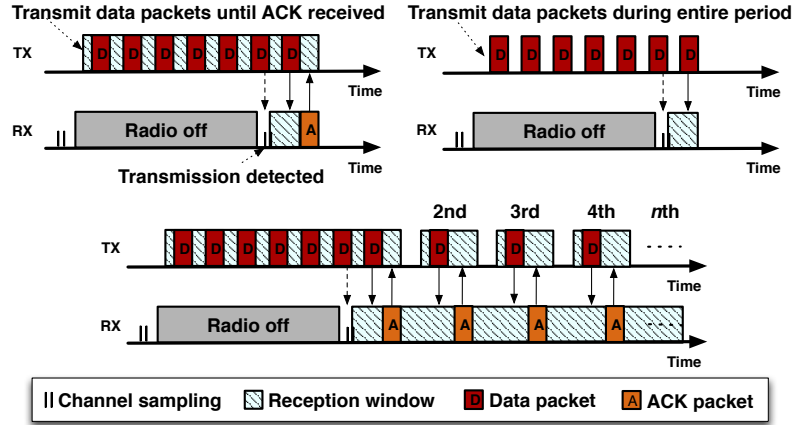 Transmit data packets until ACK received
TX
D D D D D D D
Time
RX
Radio off
A
Time
Transmission detected
Transmit data packets during entire period
TX
D D D D D D D
Time
RX
Radio off
Time
2nd 3rd 4th nth
TX
D D D D D D D D D D
Time
RX
Radio off
A A A A
Time
Channel sampling
Reception window
D Data packet
A ACK packet